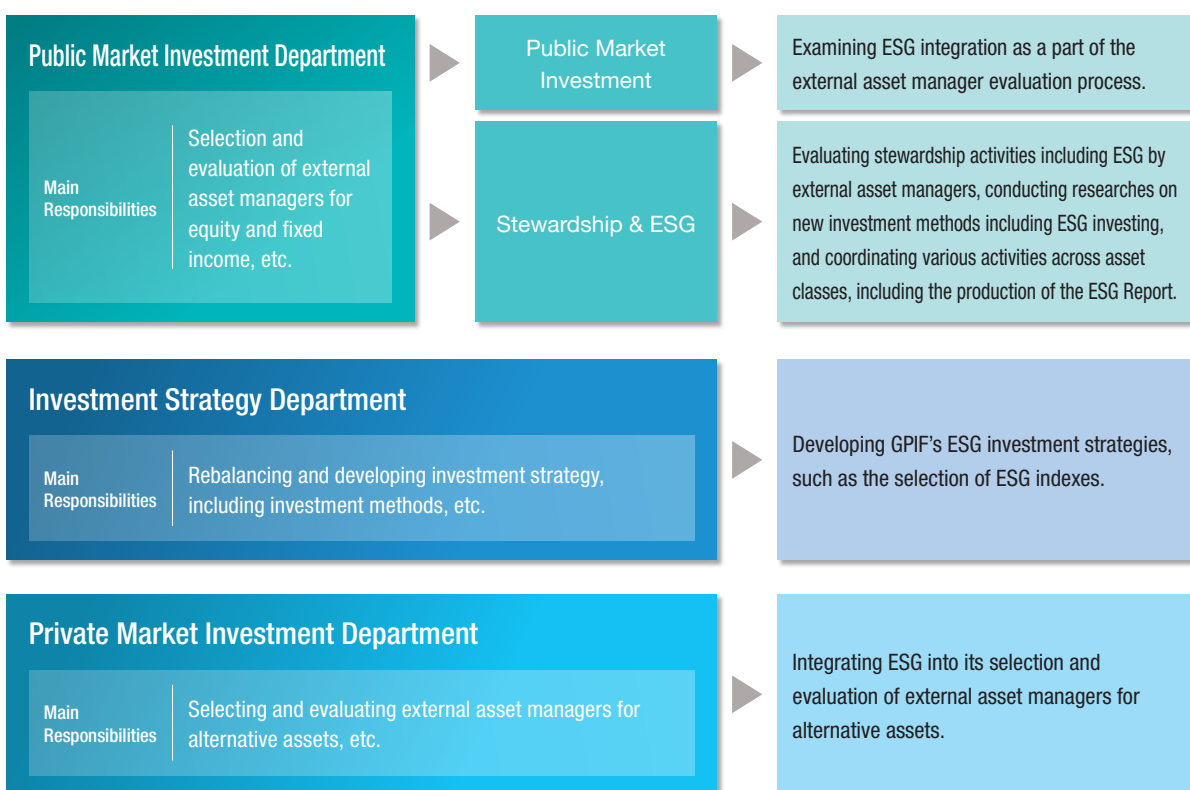 Public Market Investment Department
Main
Responsibilities
Selection and
evaluation of external
asset managers for
equity and fixed
income, etc.
Public Market
Investment
Examining ESG integration as a part of the
external asset manager evaluation process.
Stewardship & ESG
Evaluating stewardship activities including ESG by
external asset managers, conducting researches on
new investment methods including ESG investing,
and coordinating various activities across asset
classes, including the production of the ESG Report.
Investment Strategy Department
Main
Responsibilities
Rebalancing and developing investment strategy,
including investment methods, etc.
Developing GPIF's ESG investment strategies,
such as the selection of ESG indexes.
Private Market Investment Department
Main
Responsibilities
Selecting and evaluating external asset managers for
alternative assets, etc.
Integrating ESG into its selection and
evaluation of external asset managers for
alternative assets.